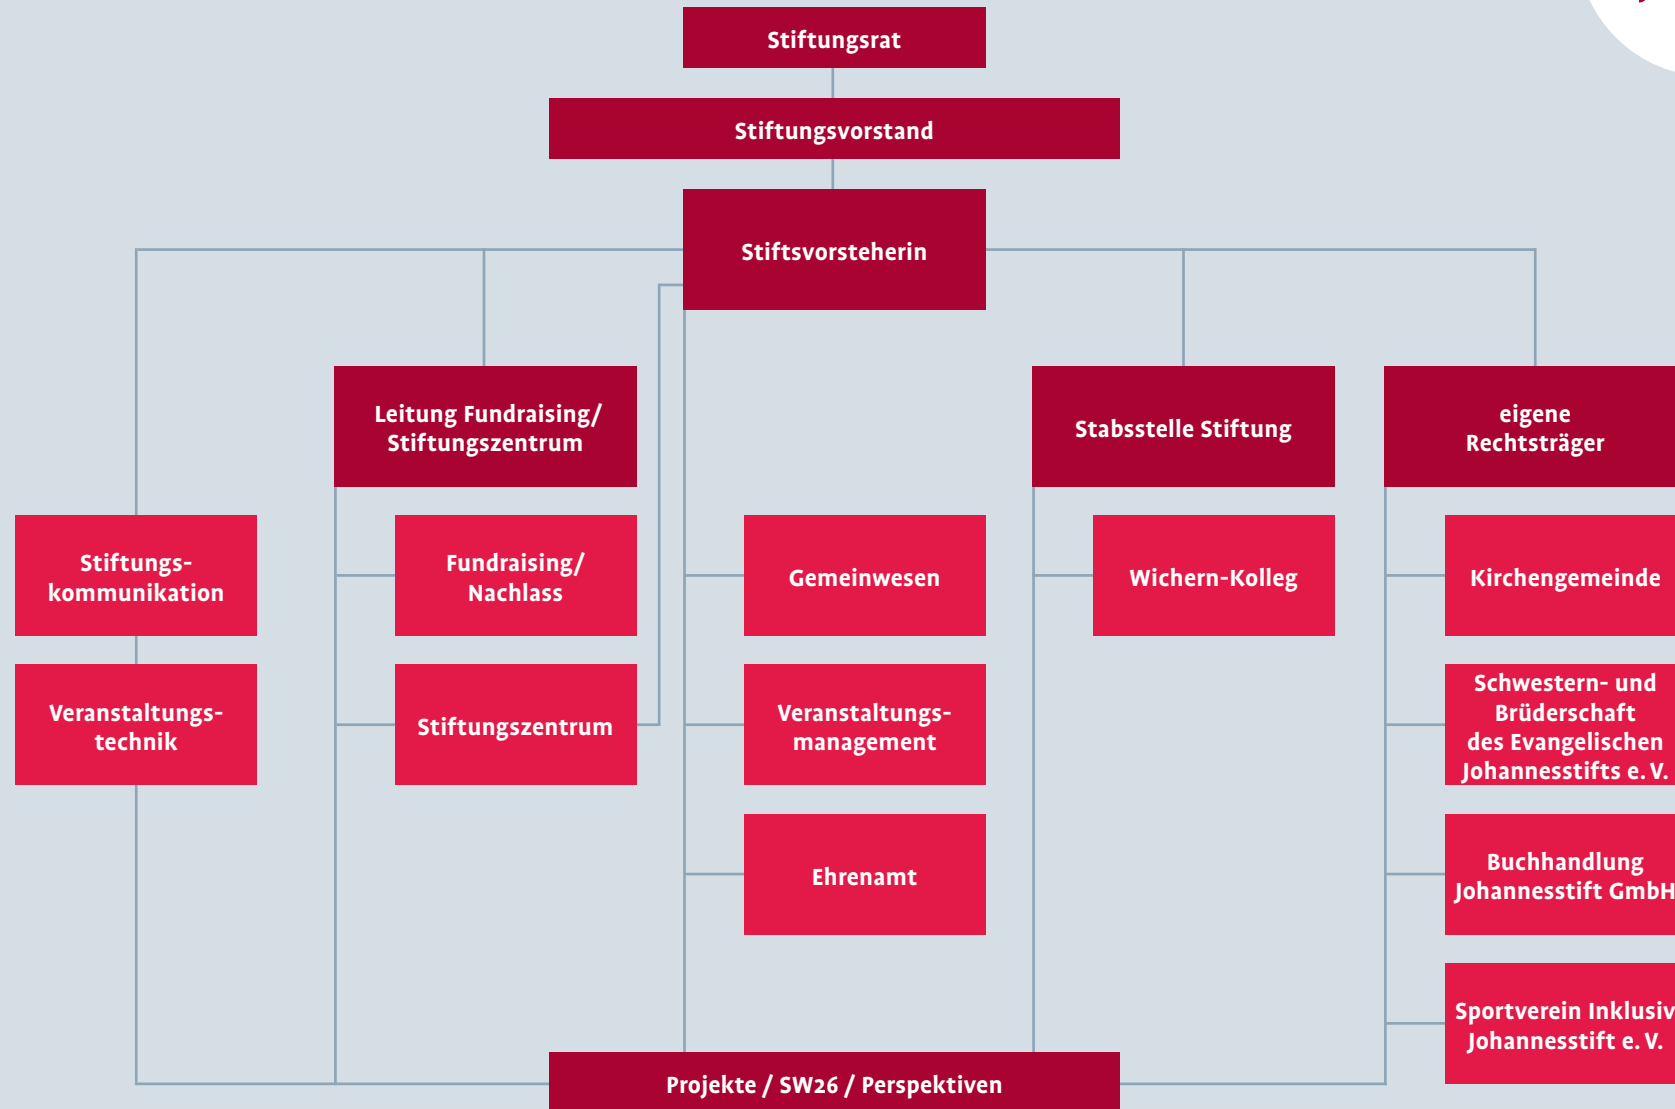 Stiftungsrat
Stiftungsvorstand
Stiftsvorsteherin
Leitung Fundraising/
Stiftungszentrum
Stabsstelle Stiftung
eigene
Rechtsträger
Stiftungs-
kommunikation
Fundraising/
Nachlass
Gemeinwesen
Wichern-Kolleg
Kirchengemeinde
Veranstaltungs-
technik
Stiftungszentrum
Veranstaltungs-
management
Schwestern- und
Brüderschaft
des Evangelischen
Johannesstifts e. V.
Ehrenamt
Buchhandlung
Johannesstift GmbH
Sportverein Inklusiv
Johannesstift e. V.
Projekte / SW26 / Perspektiven